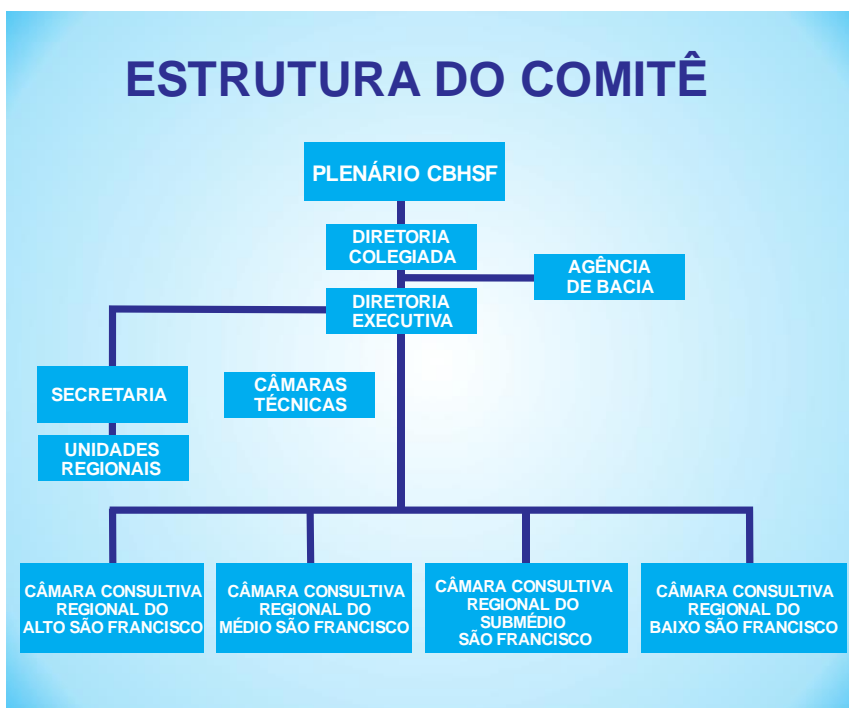 ESTRUTURA DO COMITÊ
PLENÁRIO CBHSF
DIRETORIA
COLEGIADA
AGÊNCIA
DE BACIA
DIRETORIA
EXECUTIVA
SECRETARIA
CÂMARAS
TÉCNICAS
UNIDADES
REGIONAIS
CÂMARA CONSULTIVA
REGIONAL DO
ALTO SÃO FRANCISCO
CÂMARA CONSULTIVA
REGIONAL DO
MÉDIO SÃO FRANCISCO
CÂMARA CONSULTIVA
REGIONAL DO
SUBMÉDIO
SÃO FRANCISCO
CÂMARA CONSULTIVA
REGIONAL DO
BAIXO SÃO FRANCISCO